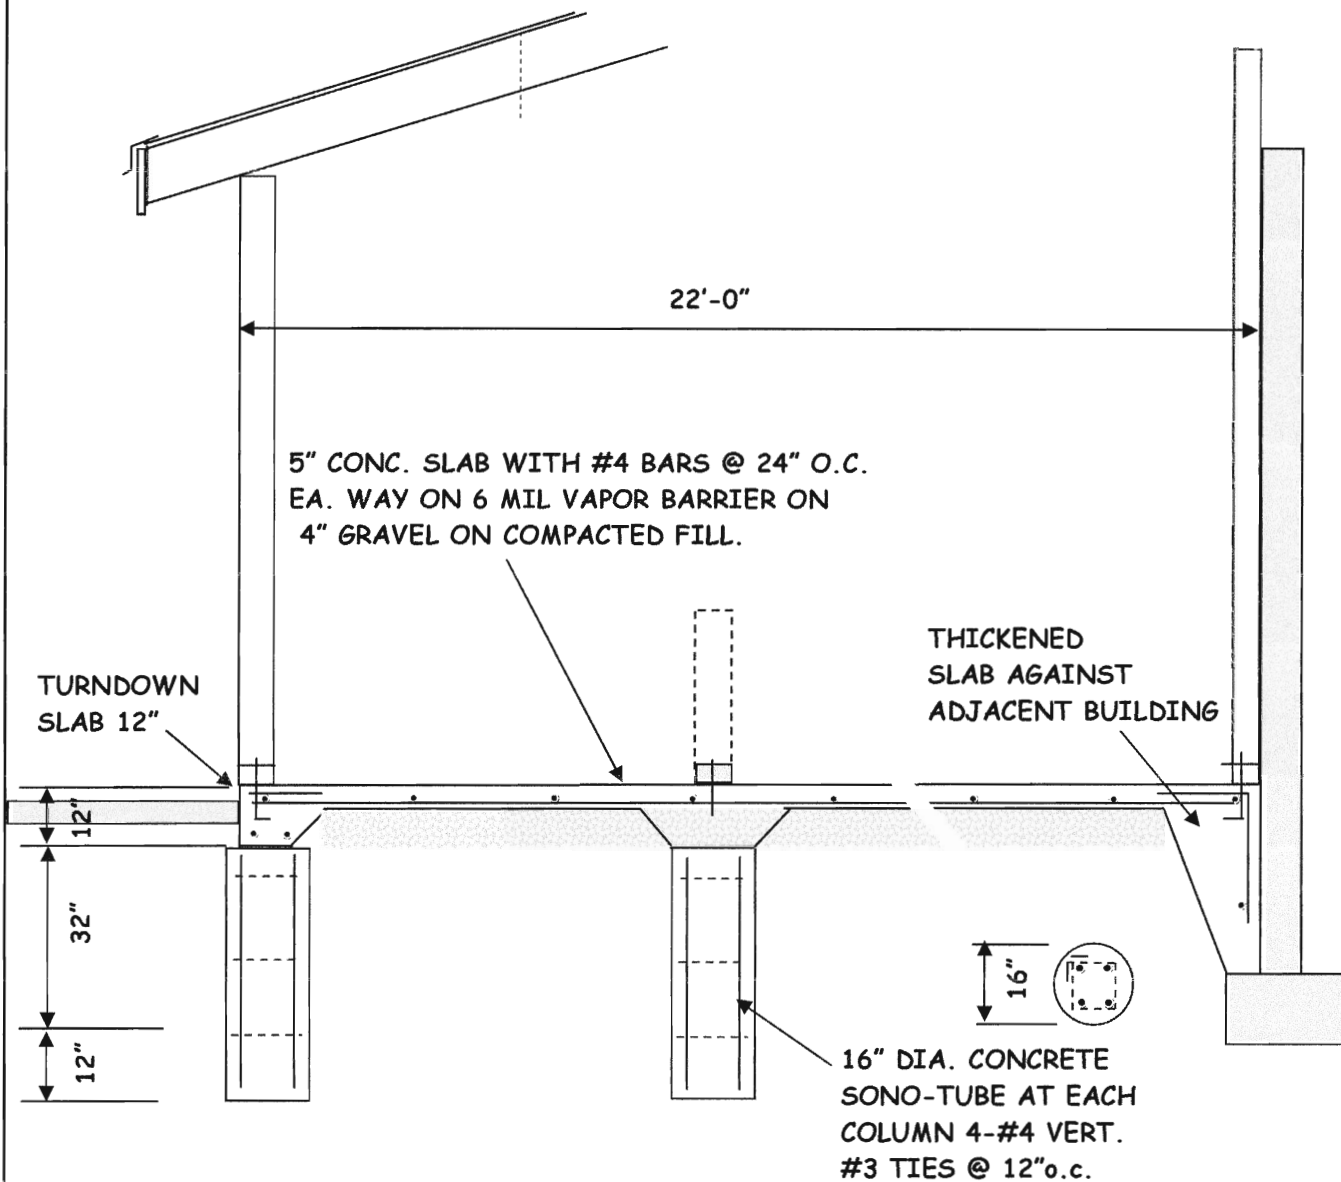 22'-0"
5" CONC. SLAB WITH #4 BARS @ 24" O.C.
EA. WAY ON 6 MIL VAPOR BARRIER ON
4" GRAVEL ON COMPACTED FILL.
THICKENED
SLAB AGAINST
ADJACENT BUILDING
TURNDOWN
SLAB 12"
12"
32"
12"
16"
16" DIA. CONCRETE
SONO-TUBE AT EACH
COLUMN 4-#4 VERT.
#3 TIES @ 12"o.c.